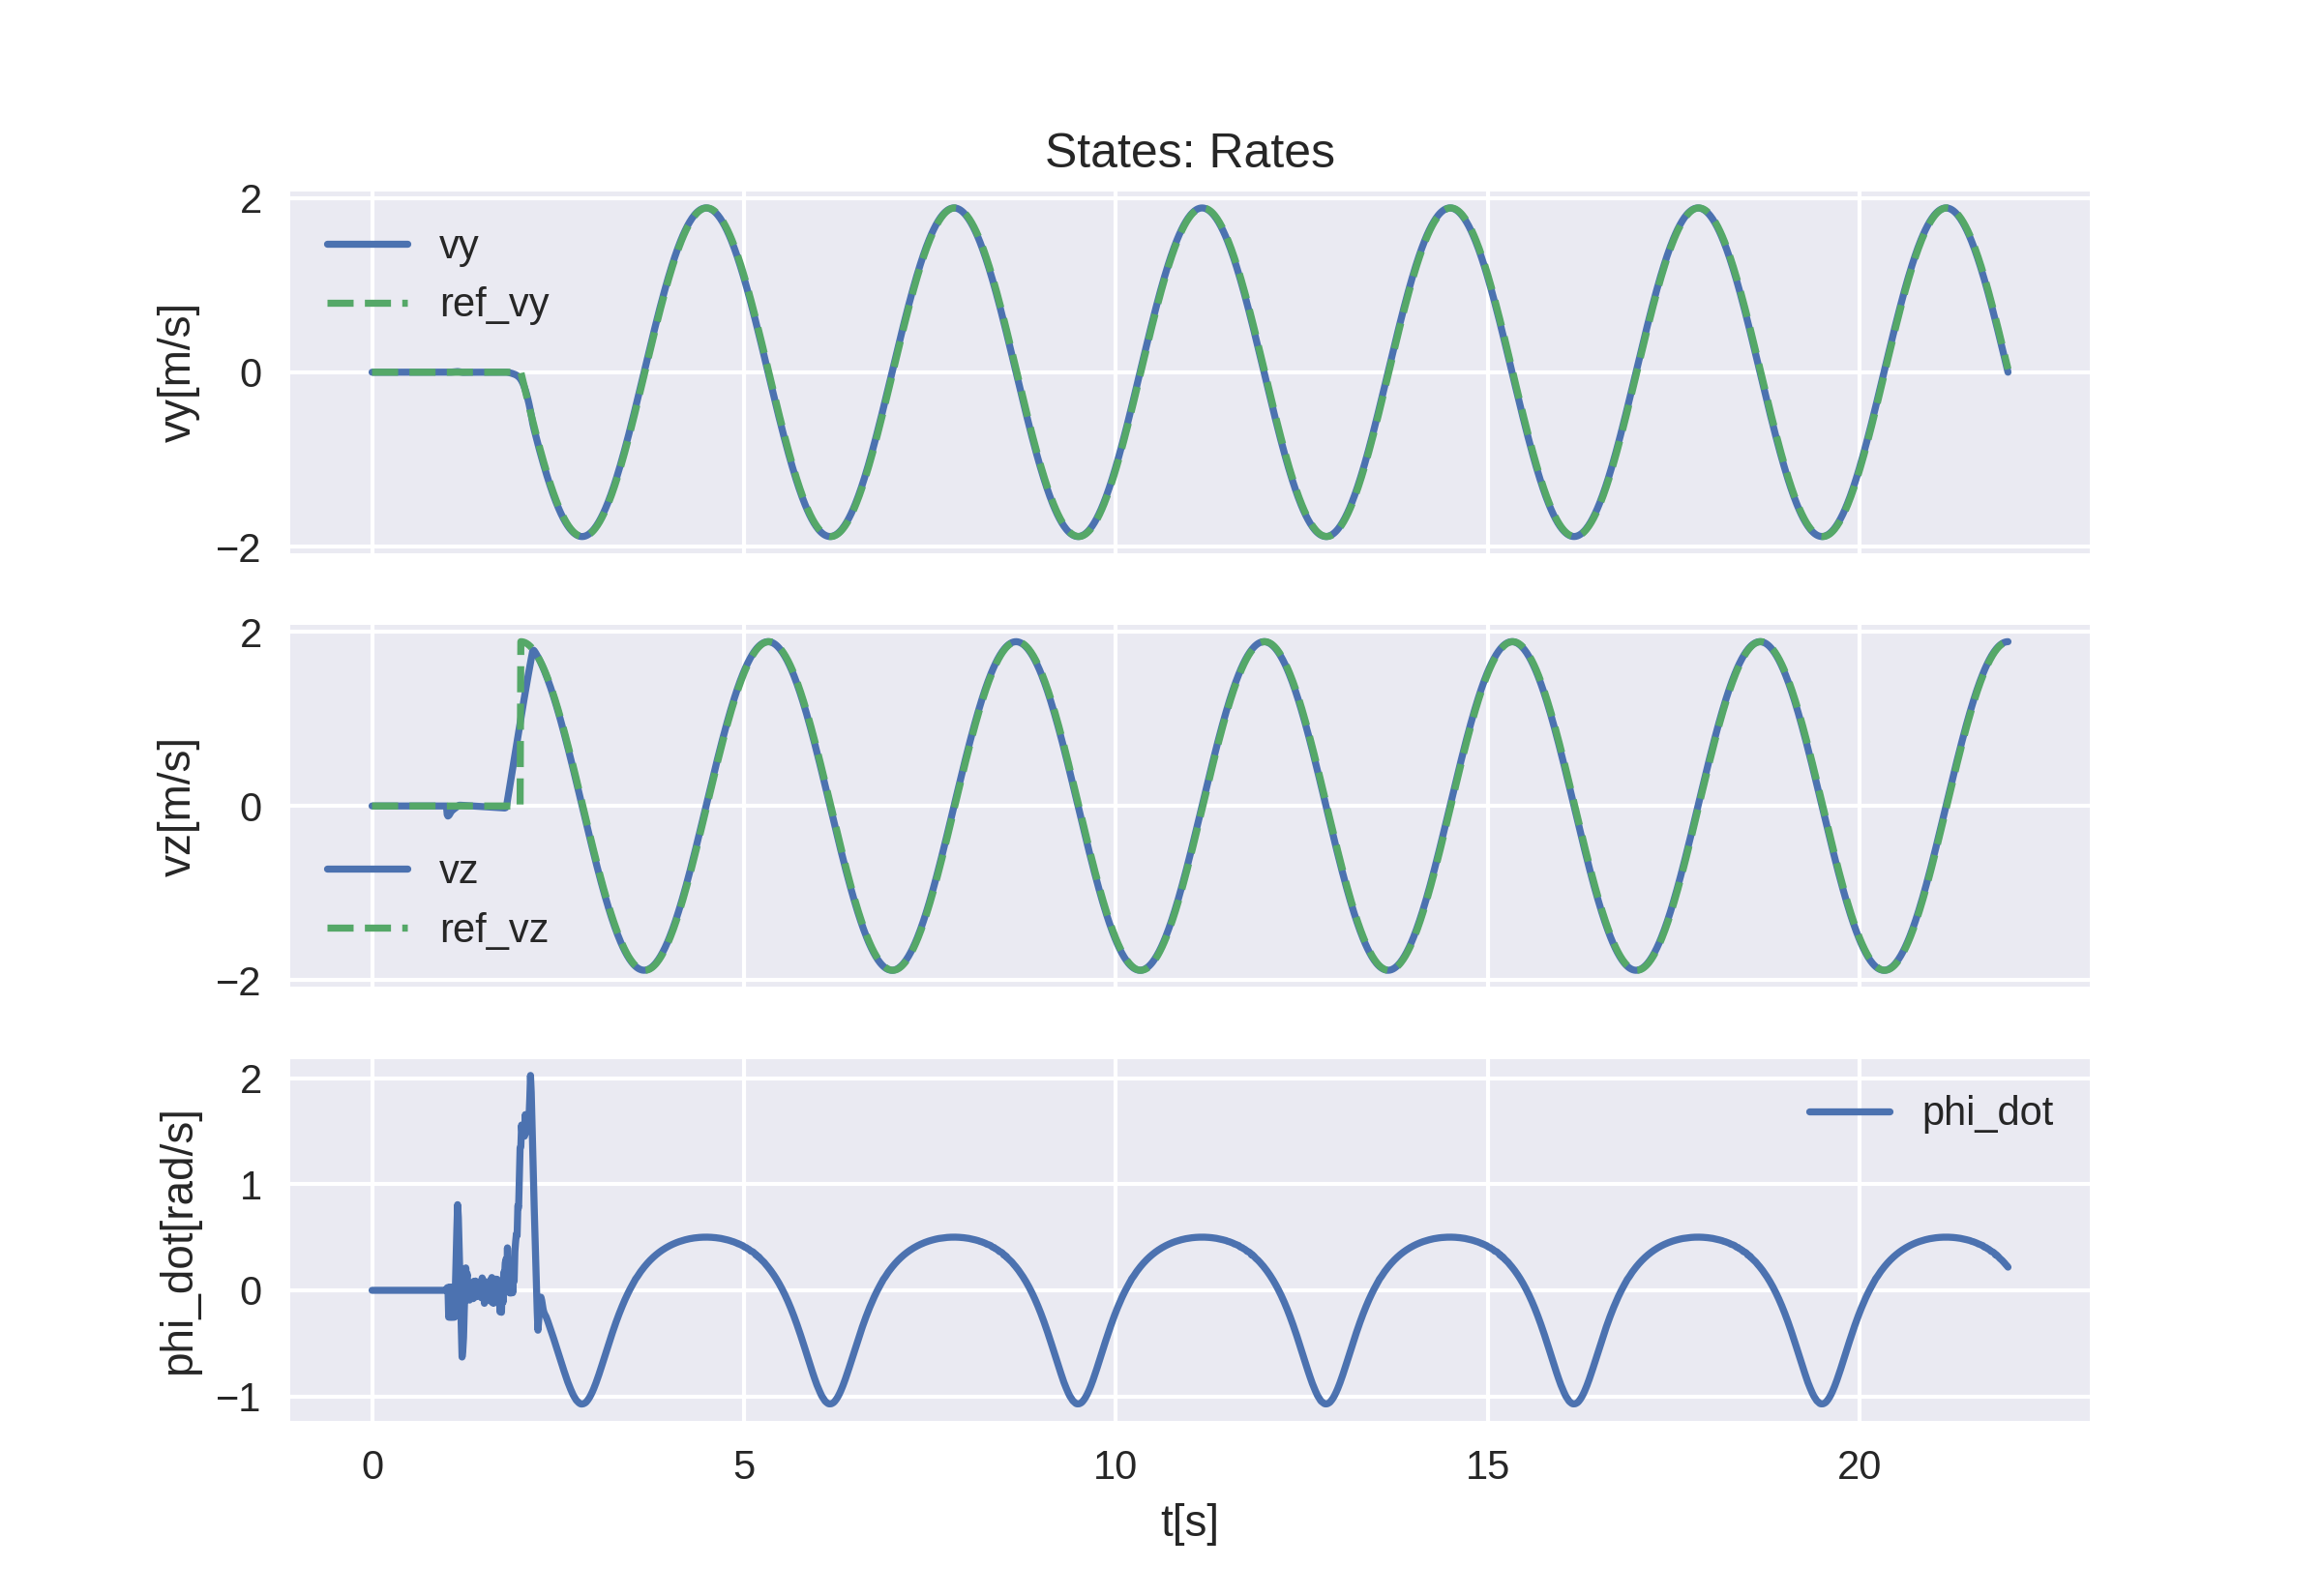 States: Rates
2
0
−2
vy[m/s]
vy
ref_vy
2
0
−2
vz[m/s]
vz
ref_vz
2
1
0
−1
phi_dot[rad/s]
phi_dot
0 5 10 15 20
t[s]